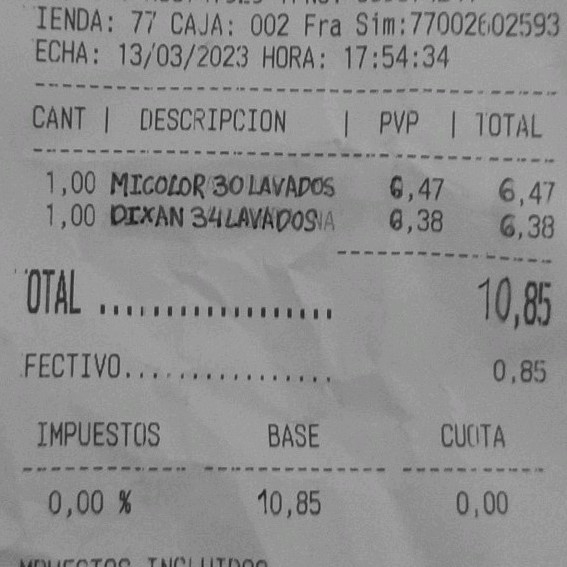 IENDA: 77 CAJA: 002 Fra Sim:77002602593
ECHA: 13/03/2023 HORA: 17:54:34
CANT | DESCRIPCION | PVP | TOTAL
1,00 MICOLOR 30 LAVADOS 6,47 6,47
1,00 DIXAN 34 LAVADOS 6,38 6,38
OTAL .................. 10,85
FECTIVO................ 0,85
IMPUESTOS BASE CUOTA
0,00 % 10,85 0,00